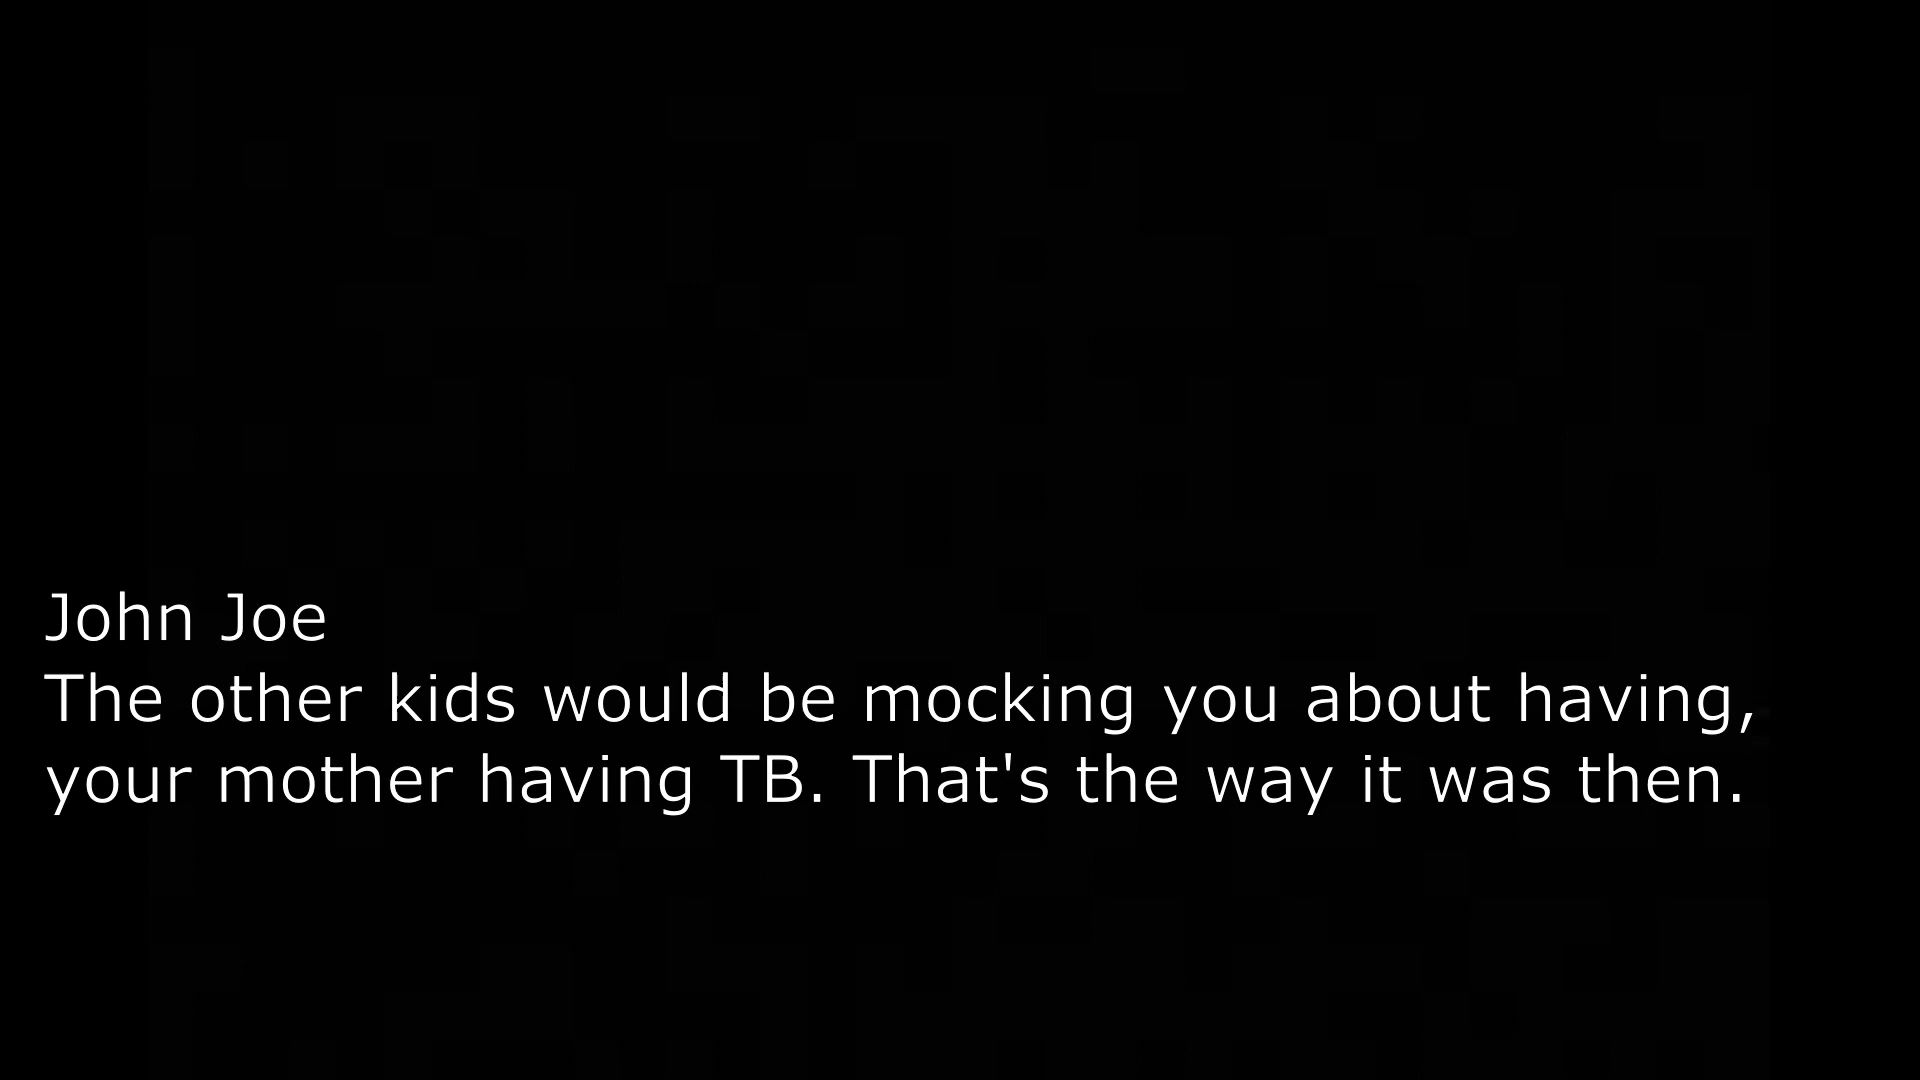 John Joe
The other kids would be mocking you about having,
your mother having TB. That's the way it was then.